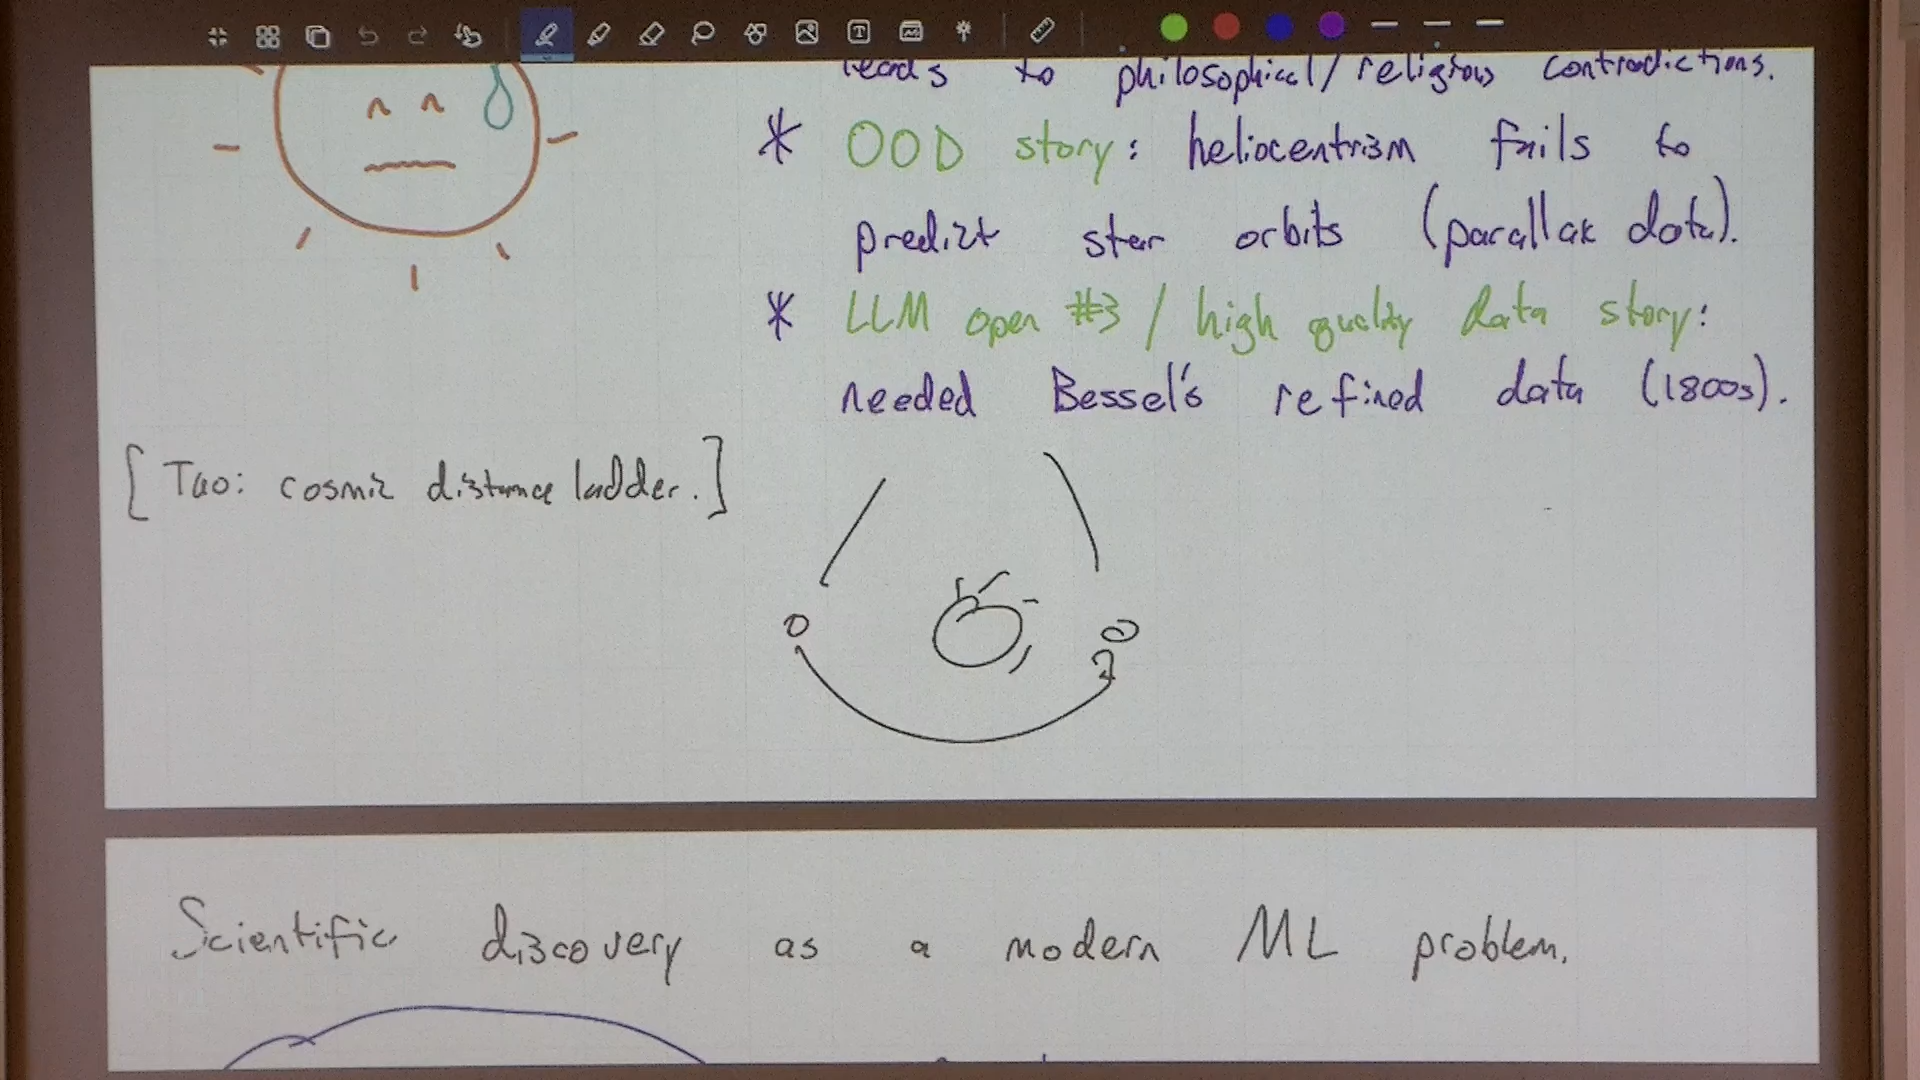 leads to philosophical/religious contradictions.
* OOD story: heliocentrism fails to
predict star orbits (parallax data).
* LLM open #3 / high quality data story:
needed Bessel's refined data (1800s).
[Tao: cosmic distance ladder.]
Scientific discovery as a modern ML problem.